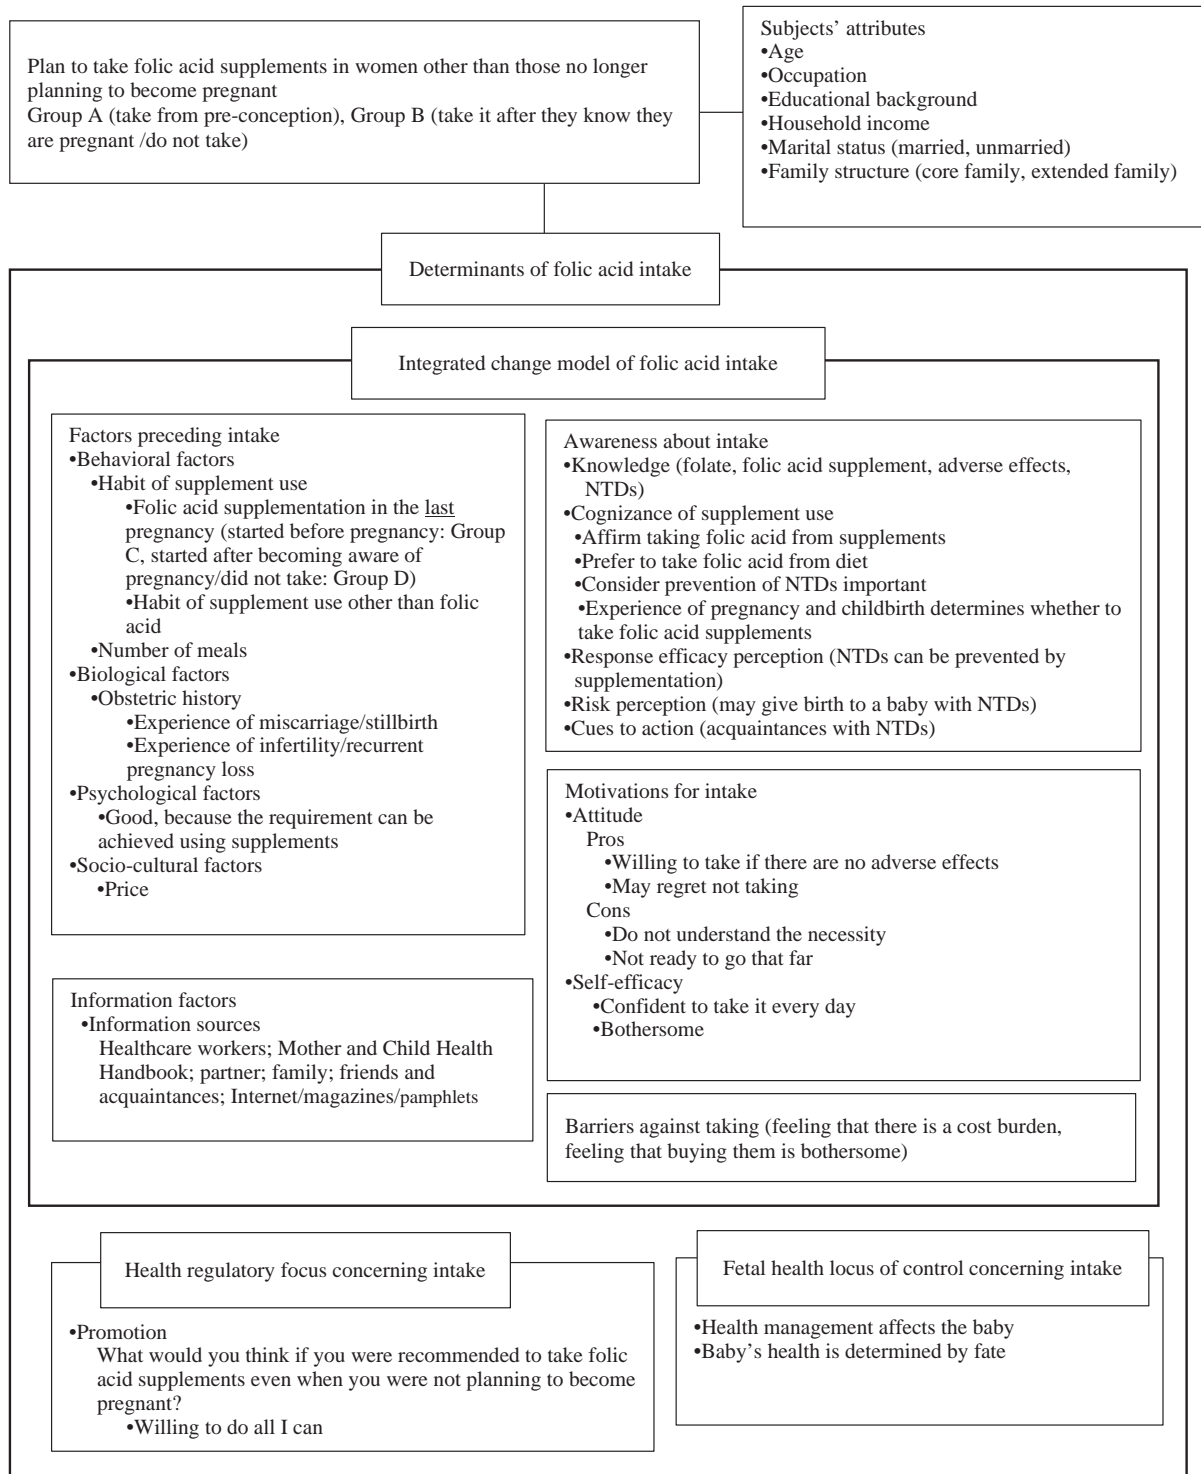 Plan to take folic acid supplements in women other than those no longer
planning to become pregnant
Group A (take from pre-conception), Group B (take it after they know they
are pregnant /do not take)
Subjects’ attributes
•Age
•Occupation
•Educational background
•Household income
•Marital status (married, unmarried)
•Family structure (core family, extended family)
Determinants of folic acid intake
Integrated change model of folic acid intake
Factors preceding intake
•Behavioral factors
•Habit of supplement use
•Folic acid supplementation in the last
pregnancy (started before pregnancy: Group
C, started after becoming aware of
pregnancy/did not take: Group D)
•Habit of supplement use other than folic
acid
•Number of meals
•Biological factors
•Obstetric history
•Experience of miscarriage/stillbirth
•Experience of infertility/recurrent
pregnancy loss
•Psychological factors
•Good, because the requirement can be
achieved using supplements
•Socio-cultural factors
•Price
Information factors
•Information sources
Healthcare workers; Mother and Child Health
Handbook; partner; family; friends and
acquaintances; Internet/magazines/pamphlets
Awareness about intake
•Knowledge (folate, folic acid supplement, adverse effects,
NTDs)
•Cognizance of supplement use
•Affirm taking folic acid from supplements
•Prefer to take folic acid from diet
•Consider prevention of NTDs important
•Experience of pregnancy and childbirth determines whether to
take folic acid supplements
•Response efficacy perception (NTDs can be prevented by
supplementation)
•Risk perception (may give birth to a baby with NTDs)
•Cues to action (acquaintances with NTDs)
Motivations for intake
•Attitude
Pros
•Willing to take if there are no adverse effects
•May regret not taking
Cons
•Do not understand the necessity
•Not ready to go that far
•Self-efficacy
•Confident to take it every day
•Bothersome
Barriers against taking (feeling that there is a cost burden,
feeling that buying them is bothersome)
Health regulatory focus concerning intake
•Promotion
What would you think if you were recommended to take folic
acid supplements even when you were not planning to become
pregnant?
•Willing to do all I can
Fetal health locus of control concerning intake
•Health management affects the baby
•Baby’s health is determined by fate